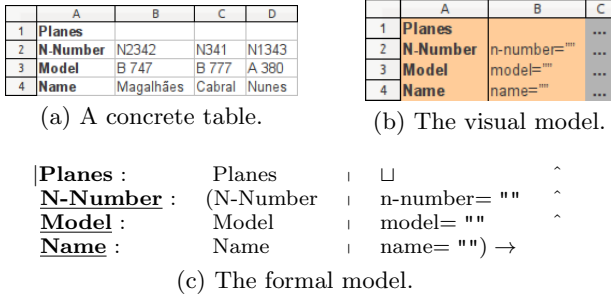 A B C D
1 Planes
2 N-Number N2342 N341 N1343
3 Model B 747 B 777 A 380
4 Name Magalhães Cabral Nunes
(a) A concrete table.
A B C
1 Planes ...
2 N-Number n-number="" ...
3 Model model="" ...
4 Name name="" ...
(b) The visual model.
|Planes : Planes | ⊔ ^
N-Number : (N-Number | n-number= "" ^
Model : Model | model= "" ^
Name : Name | name= "") →
(c) The formal model.